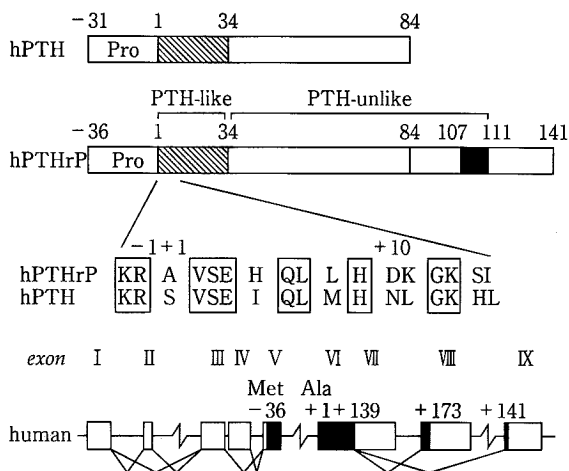 − 31 1 34 84
hPTH Pro
PTH-like PTH-unlike
− 36 1 34 84 107 111 141
hPTHrP Pro
− 1 + 1 + 10
hPTHrP KR A VSE H QL L H DK GK SI
hPTH KR S VSE I QL M H NL GK HL
exon I II III IV V VI VII VIII IX
Met Ala
− 36 + 1 + 139 + 173 + 141
human